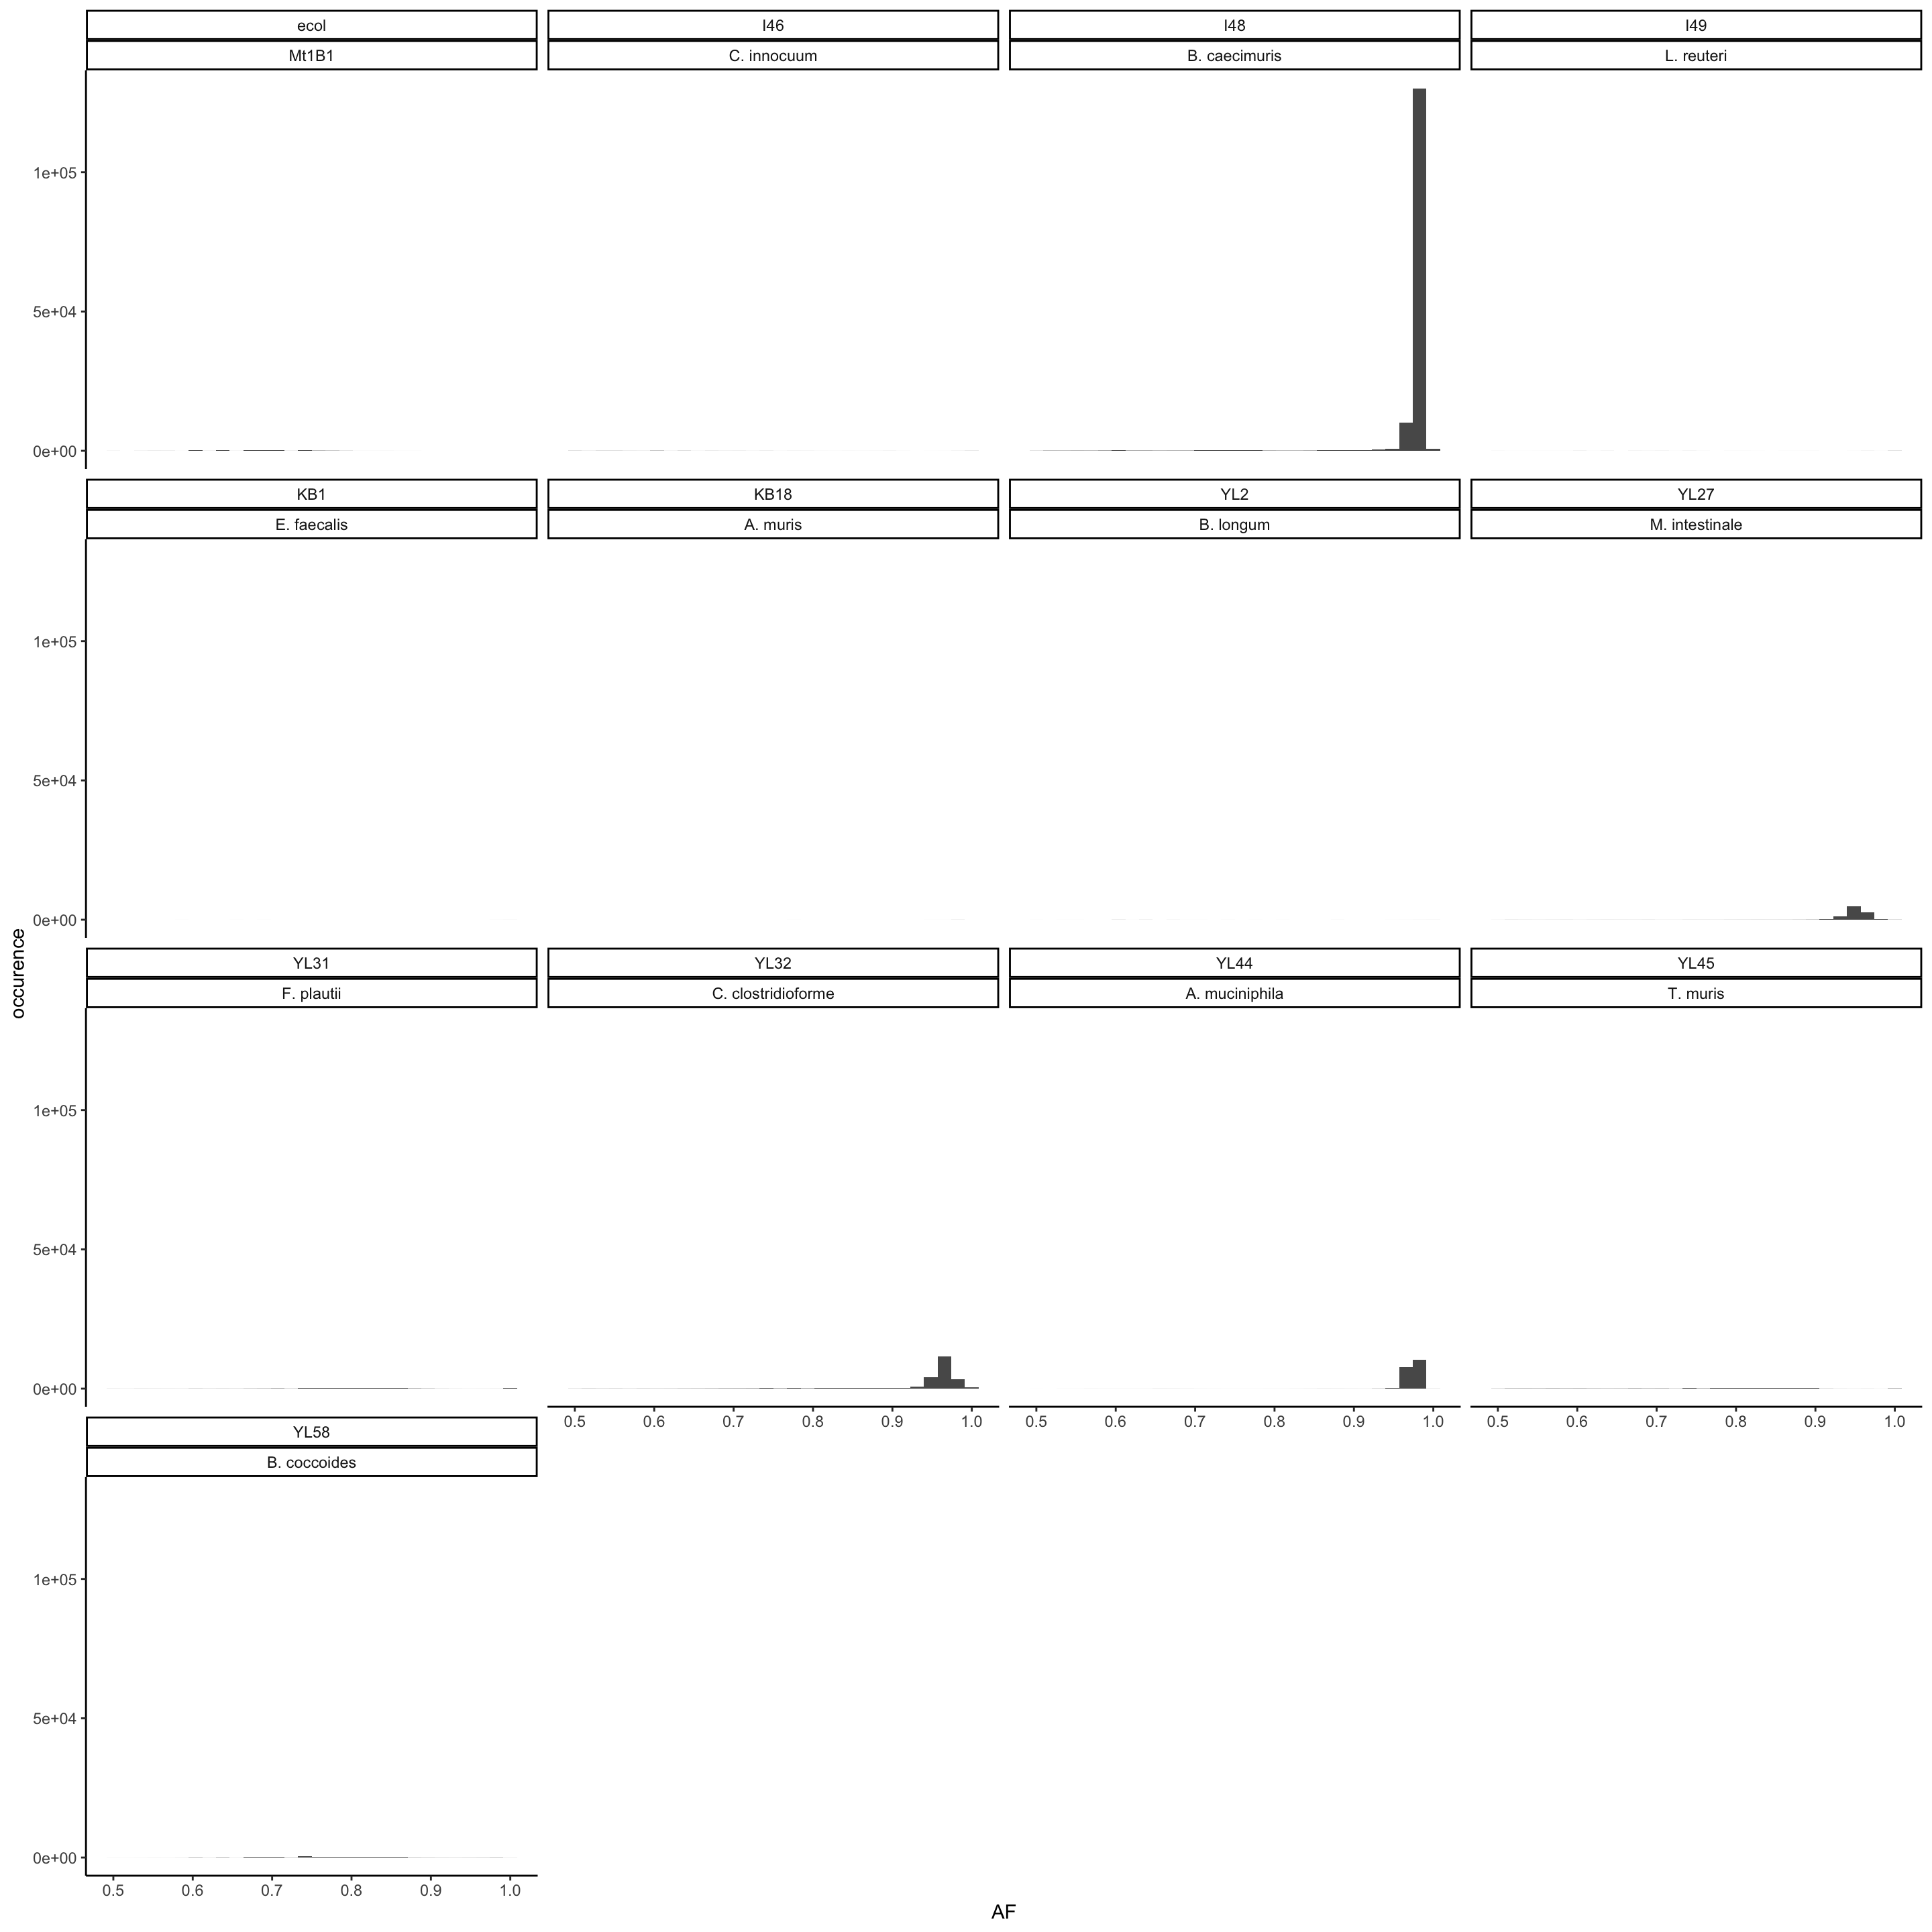 ecol I46 I48 I49
Mt1B1 C. innocuum B. caecimuris L. reuteri
1e+05
5e+04
0e+00
KB1 KB18 YL2 YL27
E. faecalis A. muris B. longum M. intestinale
1e+05
5e+04
0e+00
occurence
YL31 YL32 YL44 YL45
F. plautii C. clostridioforme A. muciniphila T. muris
1e+05
5e+04
0e+00
0.5 0.6 0.7 0.8 0.9 1.0 0.5 0.6 0.7 0.8 0.9 1.0 0.5 0.6 0.7 0.8 0.9 1.0
YL58
B. coccoides
1e+05
5e+04
0e+00
0.5 0.6 0.7 0.8 0.9 1.0
AF